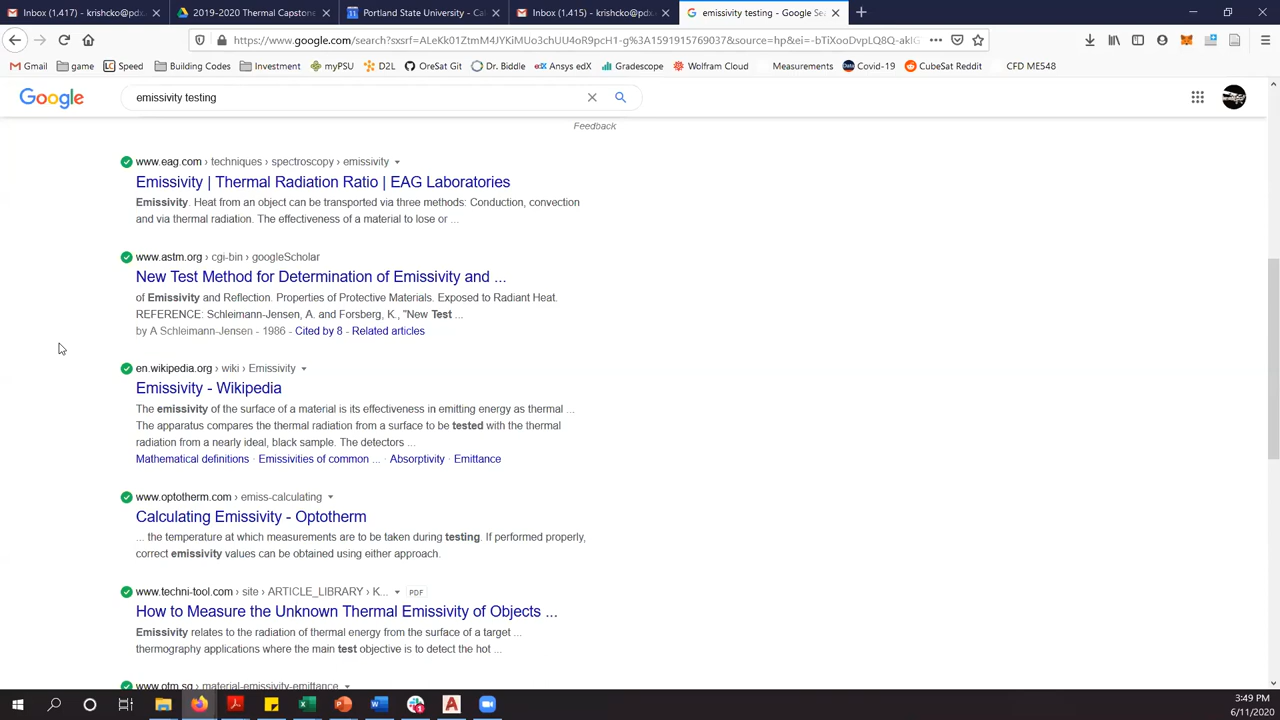 Inbox (1,417) - krishcko@pdx.
2019-2020 Thermal Capstone
Portland State University - Cal
Inbox (1,415) - krishcko@pdx.
emissivity testing - Google Sea
https://www.google.com/search?
Gmail game Speed Building Codes Investment myPSU D2L OreSat Git Dr. Biddle Ansys edX Gradescope Wolfram Cloud Measurements Covid-19 CubeSat Reddit CFD ME548
Google
emissivity testing
Feedback
www.eag.com › techniques › spectroscopy › emissivity
Emissivity | Thermal Radiation Ratio | EAG Laboratories
Emissivity. Heat from an object can be transported via three methods: Conduction, convection
and via thermal radiation. The effectiveness of a material to lose or ...
www.astm.org › cgi-bin › googleScholar
New Test Method for Determination of Emissivity and ...
of Emissivity and Reflection. Properties of Protective Materials. Exposed to Radiant Heat.
REFERENCE: Schleimann-Jensen, A. and Forsberg, K., "New Test ...
by A Schleimann-Jensen - 1986 - Cited by 8 - Related articles
en.wikipedia.org › wiki › Emissivity
Emissivity - Wikipedia
The emissivity of the surface of a material is its effectiveness in emitting energy as thermal ...
The apparatus compares the thermal radiation from a surface to be tested with the thermal
radiation from a nearly ideal, black sample. The detectors ...
Mathematical definitions · Emissivities of common ... · Absorptivity · Emittance
www.optotherm.com › emiss-calculating
Calculating Emissivity - Optotherm
... the temperature at which measurements are to be taken during testing. If performed properly,
correct emissivity values can be obtained using either approach.
www.techni-tool.com › site › ARTICLE_LIBRARY › K... PDF
How to Measure the Unknown Thermal Emissivity of Objects ...
Emissivity relates to the radiation of thermal energy from the surface of a target ...
thermography applications where the main test objective is to detect the hot ...
www.otm.sg › material-emissivity-emittance
3:49 PM
6/11/2020